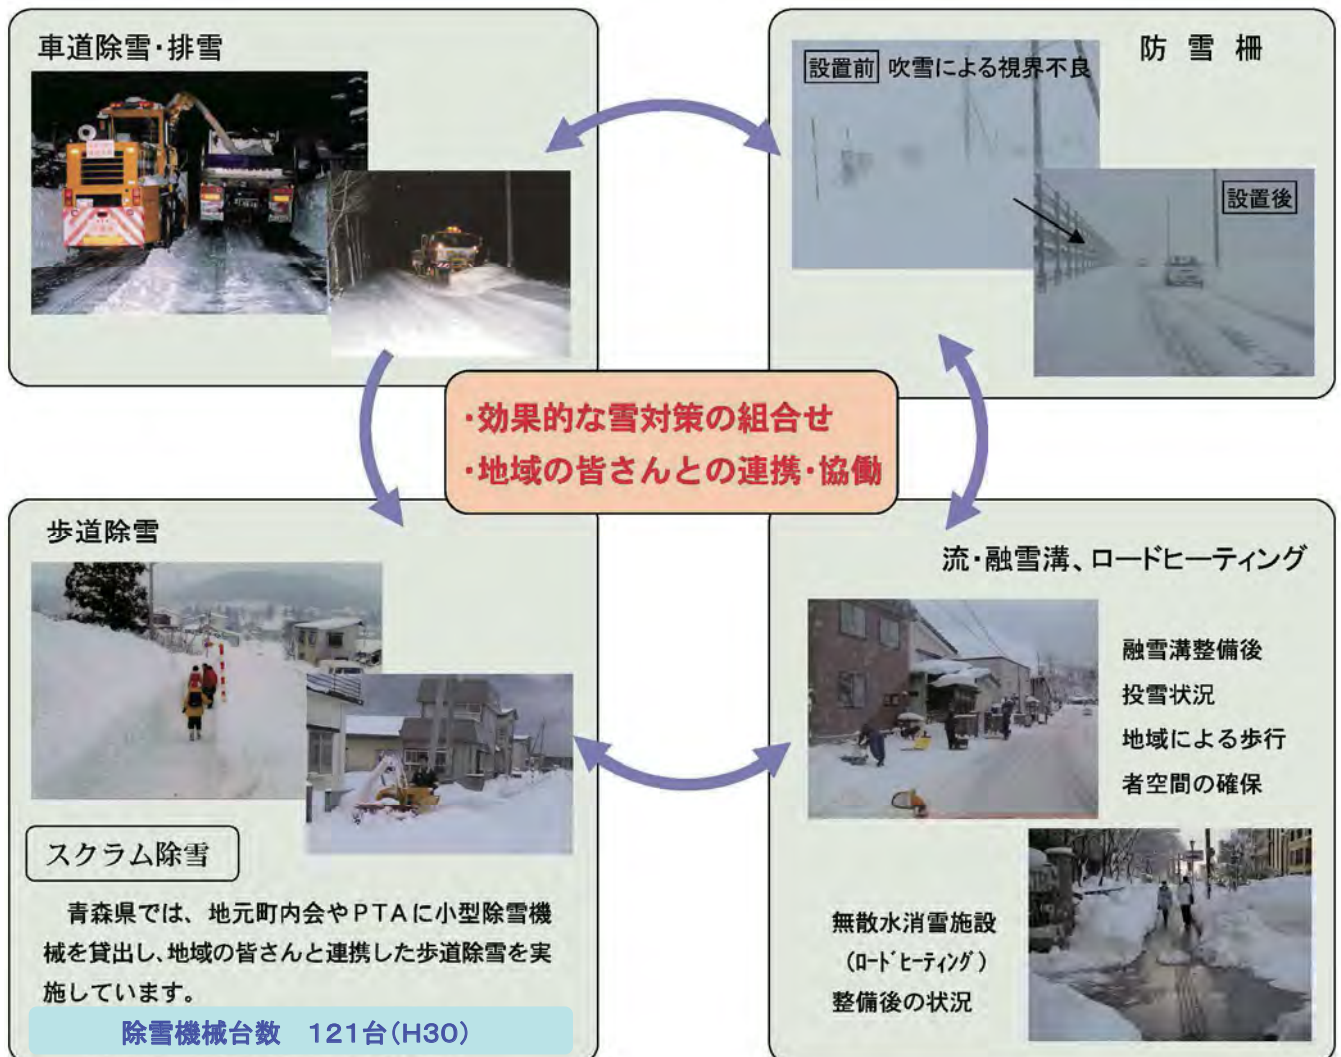 車道除雪・排雪
防雪柵
設置前 吹雪による視界不良
設置後
・効果的な雪対策の組合せ
・地域の皆さんとの連携・協働
歩道除雪
スクラム除雪
青森県では、地元町内会やPTAに小型除雪機
械を貸出し、地域の皆さんと連携した歩道除雪を実
施しています。
除雪機械台数 121台(H30)
流・融雪溝、ロードヒーティング
融雪溝整備後
投雪状況
地域による歩行
者空間の確保
無散水消雪施設
(ロードヒーティング)
整備後の状況